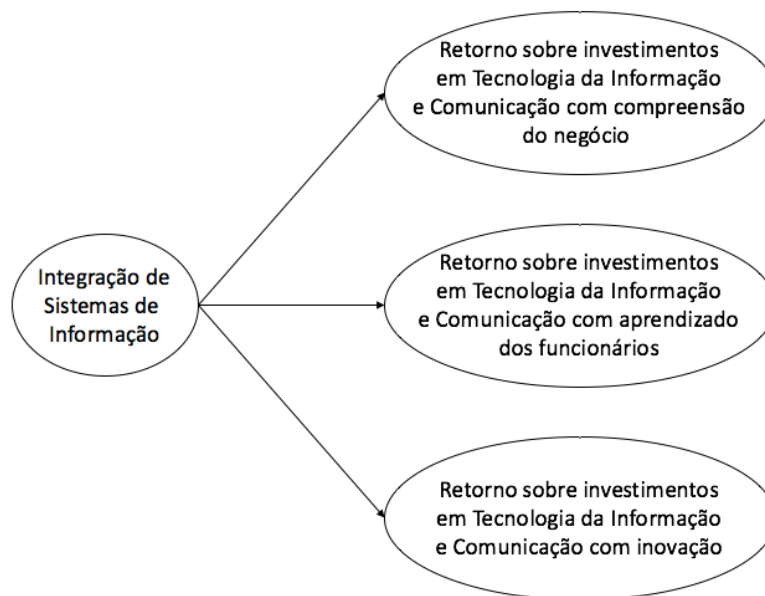 Retorno sobre investimentos
em Tecnologia da Informação
e Comunicação com compreensão
do negócio
Integração de
Sistemas de
Informação
Retorno sobre investimentos
em Tecnologia da Informação
e Comunicação com aprendizado
dos funcionários
Retorno sobre investimentos
em Tecnologia da Informação
e Comunicação com inovação